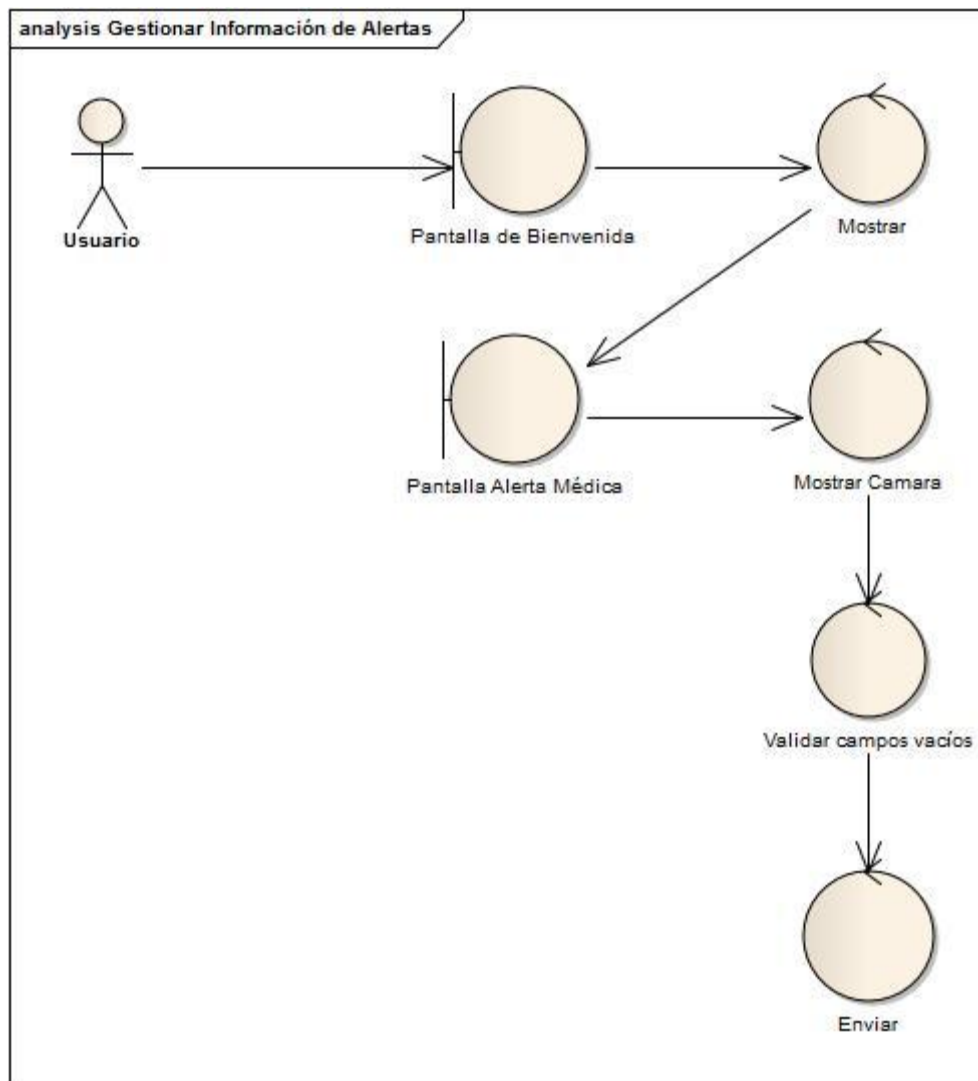 analysis Gestionar Información de Alertas
Usuario
Pantalla de Bienvenida
Mostrar
Pantalla Alerta Médica
Mostrar Camara
Validar campos vacíos
Enviar